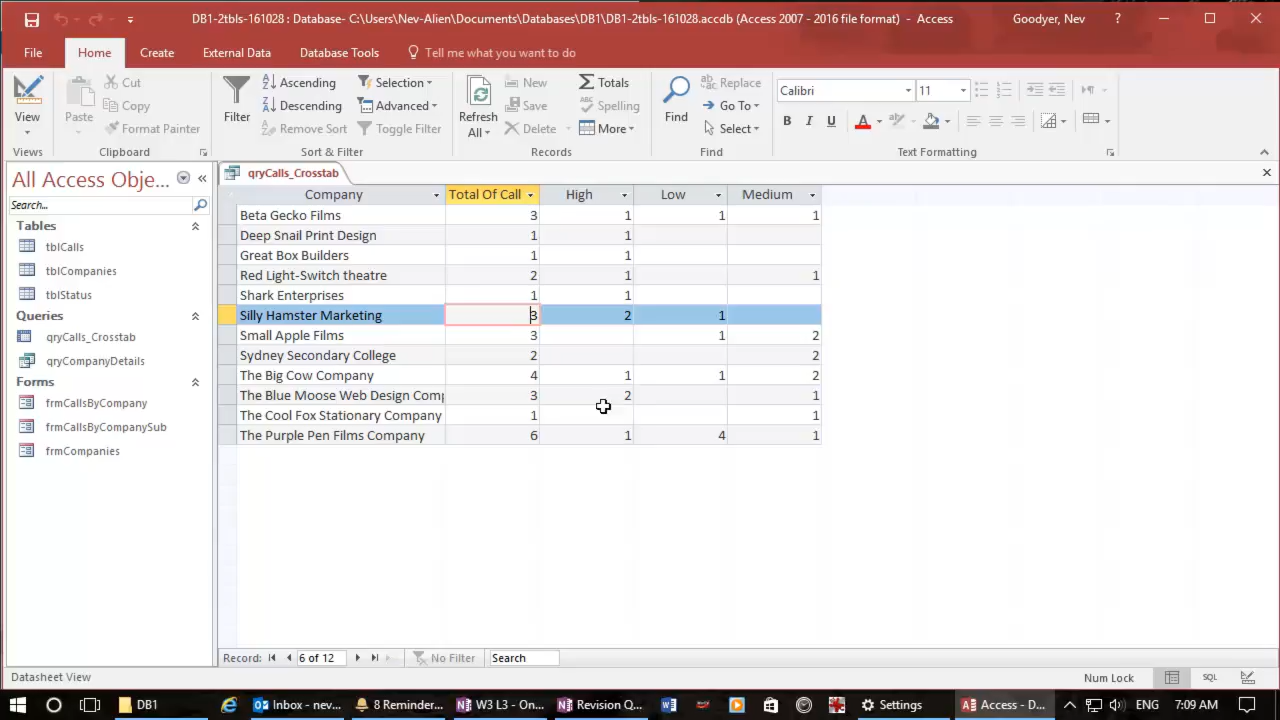 DB1-2tbls-161028 : Database- C:\Users\Nev-Alien\Documents\Databases\DB1\DB1-2tbls-161028.accdb (Access 2007 - 2016 file format) - Access
Goodyer, Nev
?
File Home Create External Data Database Tools Tell me what you want to do
View
Views
Paste
Cut
Copy
Format Painter
Clipboard
Filter
Ascending
Descending
Remove Sort
Selection
Advanced
Toggle Filter
Sort & Filter
Refresh
All
New
Save
Delete
Totals
Spelling
More
Records
Find
Replace
Go To
Select
Find
Calibri 11
B I U A
Text Formatting
All Access Obje...
Search...
Tables
tblCalls
tblCompanies
tblStatus
Queries
qryCalls_Crosstab
qryCompanyDetails
Forms
frmCallsByCompany
frmCallsByCompanySub
frmCompanies
qryCalls_Crosstab
Company Total Of Call High Low Medium
Beta Gecko Films 3 1 1 1
Deep Snail Print Design 1 1
Great Box Builders 1 1
Red Light-Switch theatre 2 1 1
Shark Enterprises 1 1
Silly Hamster Marketing 3 2 1
Small Apple Films 3 1 2
Sydney Secondary College 2 2
The Big Cow Company 4 1 1 2
The Blue Moose Web Design Comp 3 2 1
The Cool Fox Stationary Company 1 1
The Purple Pen Films Company 6 1 4 1
Record: 6 of 12 No Filter Search
Datasheet View
Num Lock
SQL
DB1
Inbox - nev...
8 Reminder...
W3 L3 - On...
Revision Q...
Settings
Access - D...
7:09 AM